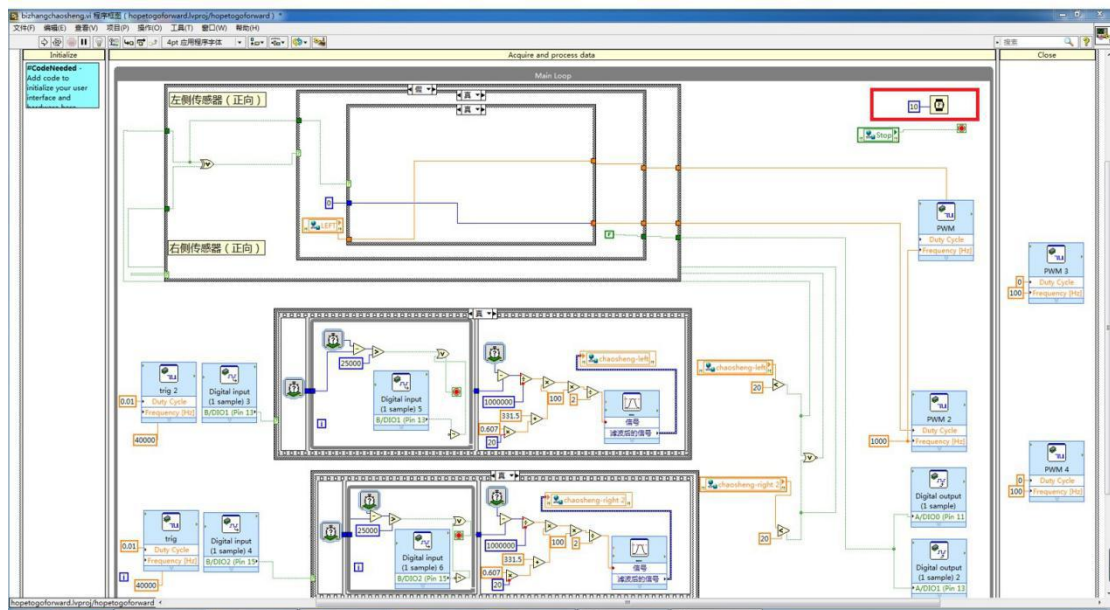 bizhangchaosheng.vi 程序框图 ( hopetogoforward.lvproj/hopetogoforward ) *
文件(F) 编辑(E) 查看(V) 项目(P) 操作(O) 工具(T) 窗口(W) 帮助(H)
4pt 应用程序字体
搜索
Initialize
Acquire and process data
Close
#CodeNeeded -
Add code to
initialize your user
interface and
Main Loop
左侧传感器（正向）
假
真
真
10
Stop
0
LEFT
F
右侧传感器（正向）
PWM
Duty Cycle
Frequency [Hz]
PWM 3
0
Duty Cycle
100
Frequency [Hz]
真
25000
trig 2
0.01
Duty Cycle
Frequency [Hz]
40000
Digital input
(1 sample) 3
B/DIO1 (Pin 13
Digital input
(1 sample) 5
B/DIO1 (Pin 13
i
1000000
100
2
331.5
0.607
20
信号
滤波后的信号
chaosheng-left
chaosheng-left
20
PWM 2
Duty Cycle
1000
Frequency [Hz]
PWM 4
0
Duty Cycle
100
Frequency [Hz]
真
chaosheng-right 2
chaosheng-right 2
20
25000
trig
0.01
Duty Cycle
Frequency [Hz]
i
40000
Digital input
(1 sample) 4
B/DIO2 (Pin 15
Digital input
(1 sample) 6
B/DIO2 (Pin 15
i
1000000
100
2
331.5
0.607
20
信号
滤波后的信号
Digital output
(1 sample)
A/DIO0 (Pin 11
Digital output
(1 sample) 2
A/DIO1 (Pin 13
hopetogoforward.lvproj/hopetogoforward